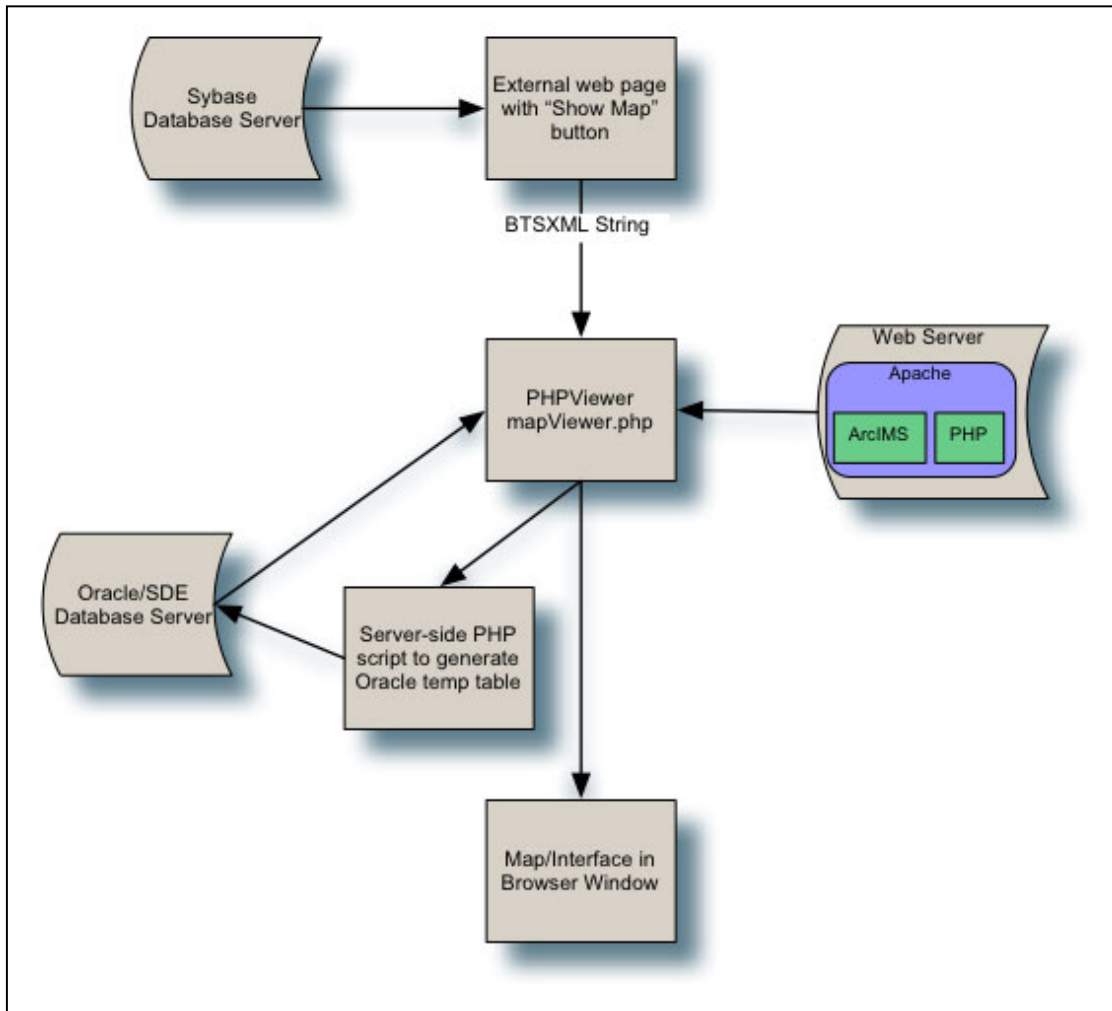 Sybase
Database Server
External web page
with “Show Map”
button
BTSXML String
PHPViewer
mapViewer.php
Web Server
Apache
ArcIMS
PHP
Oracle/SDE
Database Server
Server-side PHP
script to generate
Oracle temp table
Map/Interface in
Browser Window